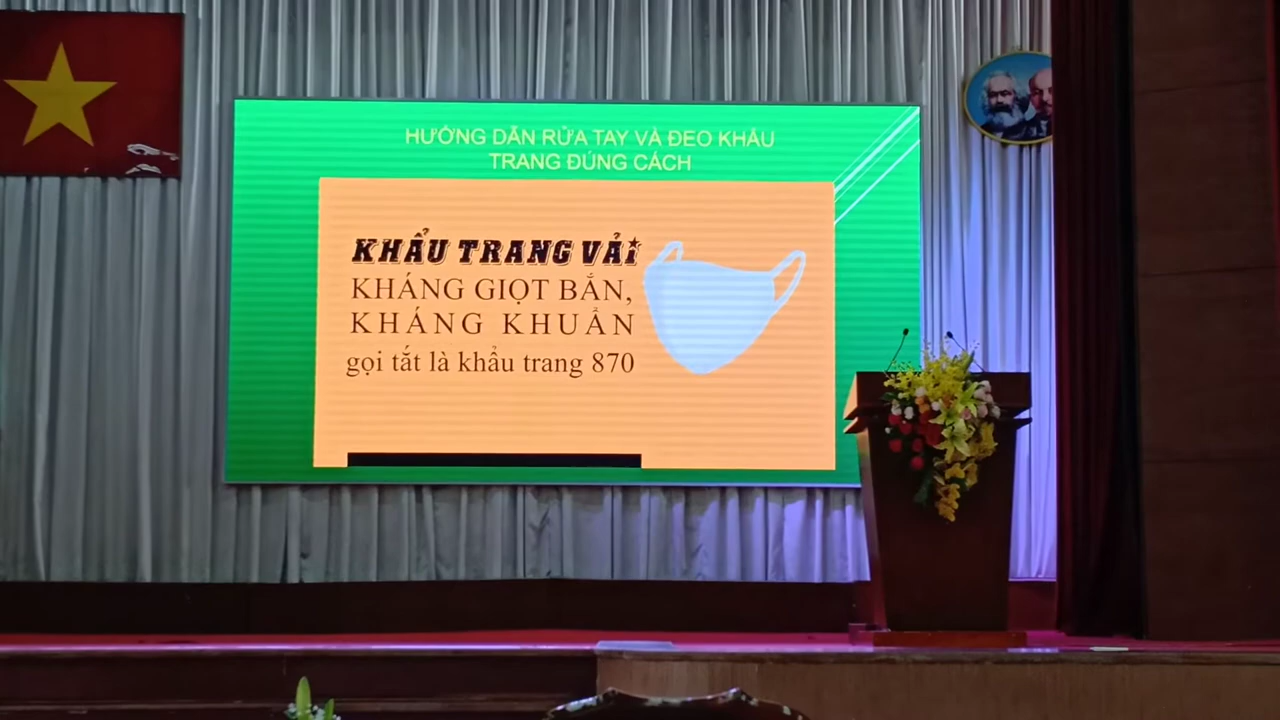 HƯỚNG DẪN RỬA TAY VÀ ĐEO KHẨU
TRANG ĐÚNG CÁCH
KHẨU TRANG VẢI
KHÁNG GIỌT BẮN,
KHÁNG KHUẨN
gọi tắt là khẩu trang 870